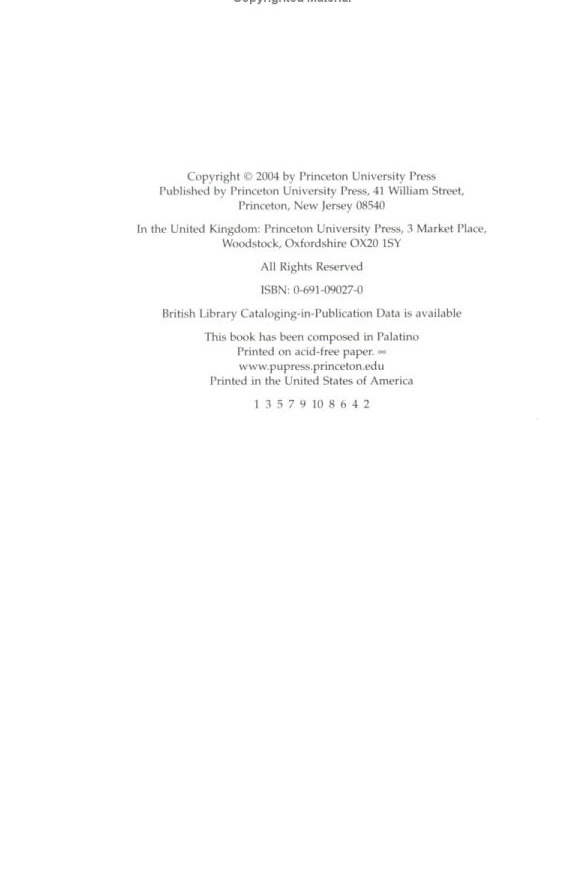 Copyrighted Material
Copyright © 2004 by Princeton University Press
Published by Princeton University Press, 41 William Street,
Princeton, New Jersey 08540
In the United Kingdom: Princeton University Press, 3 Market Place,
Woodstock, Oxfordshire OX20 1SY
All Rights Reserved
ISBN: 0-691-09027-0
British Library Cataloging-in-Publication Data is available
This book has been composed in Palatino
Printed on acid-free paper. ∞
www.pupress.princeton.edu
Printed in the United States of America
1 3 5 7 9 10 8 6 4 2